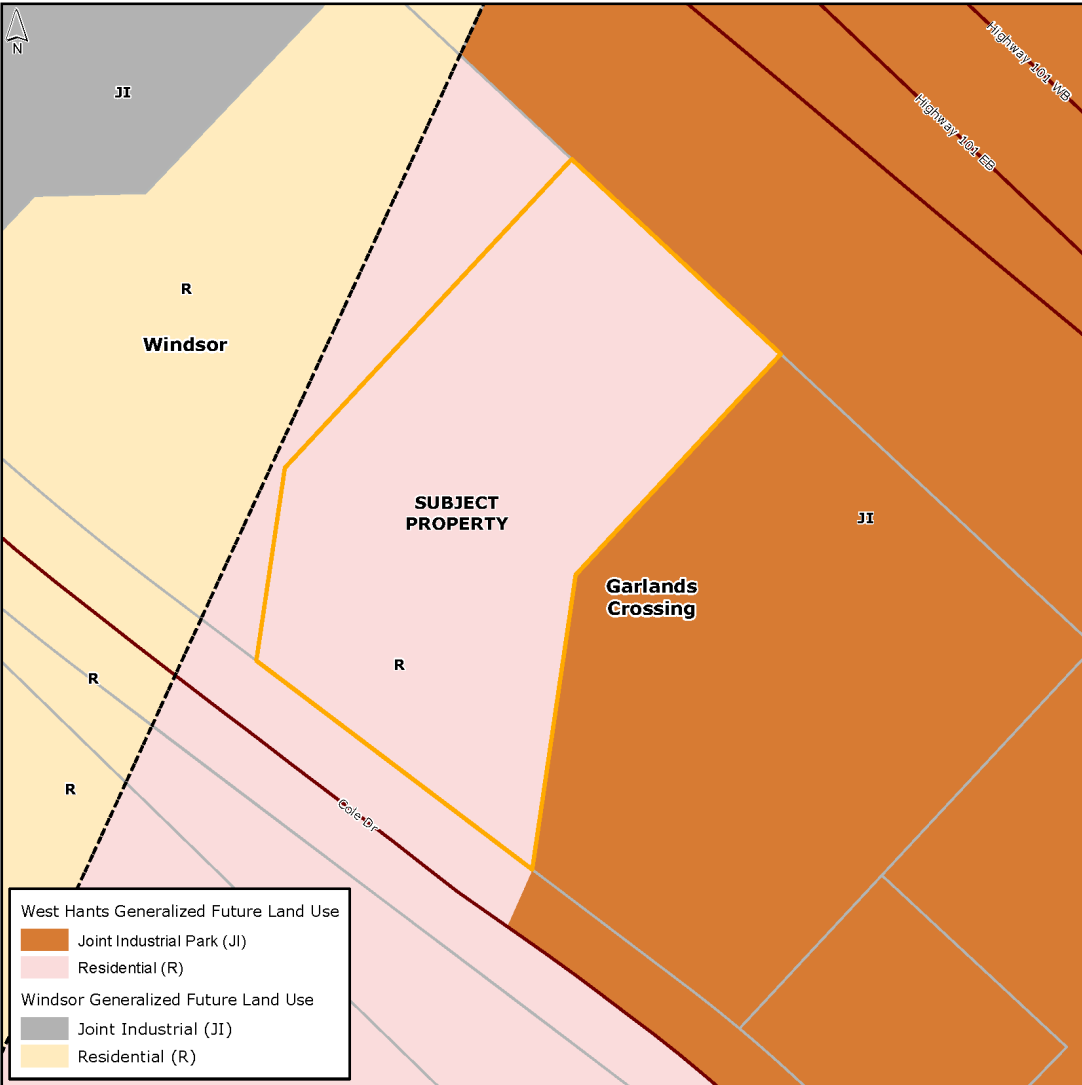 N
Highway 101 WB
JI
Highway 101 EB
R
Windsor
SUBJECT
PROPERTY
JI
Garlands
Crossing
R
R
R
Cole Dr
West Hants Generalized Future Land Use
Joint Industrial Park (JI)
Residential (R)
Windsor Generalized Future Land Use
Joint Industrial (JI)
Residential (R)